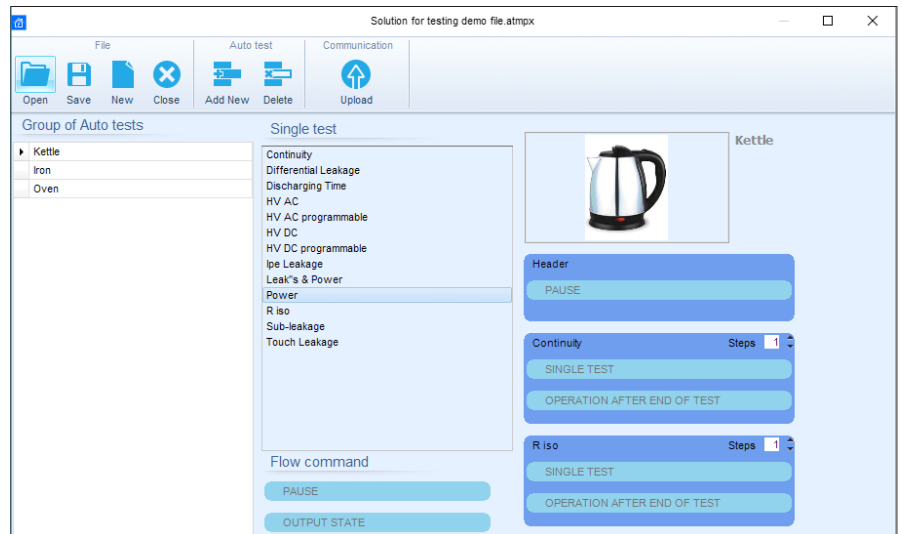 Solution for testing demo file.atmpx
File
Auto test
Communication
Open
Save
New
Close
Add New
Delete
Upload
Group of Auto tests
Kettle
Iron
Oven
Single test
Continuity
Differential Leakage
Discharging Time
HV AC
HV AC programmable
HV DC
HV DC programmable
Ipe Leakage
Leak"s & Power
Power
R iso
Sub-leakage
Touch Leakage
Flow command
PAUSE
OUTPUT STATE
Kettle
Header
PAUSE
Continuity Steps 1
SINGLE TEST
OPERATION AFTER END OF TEST
R iso Steps 1
SINGLE TEST
OPERATION AFTER END OF TEST